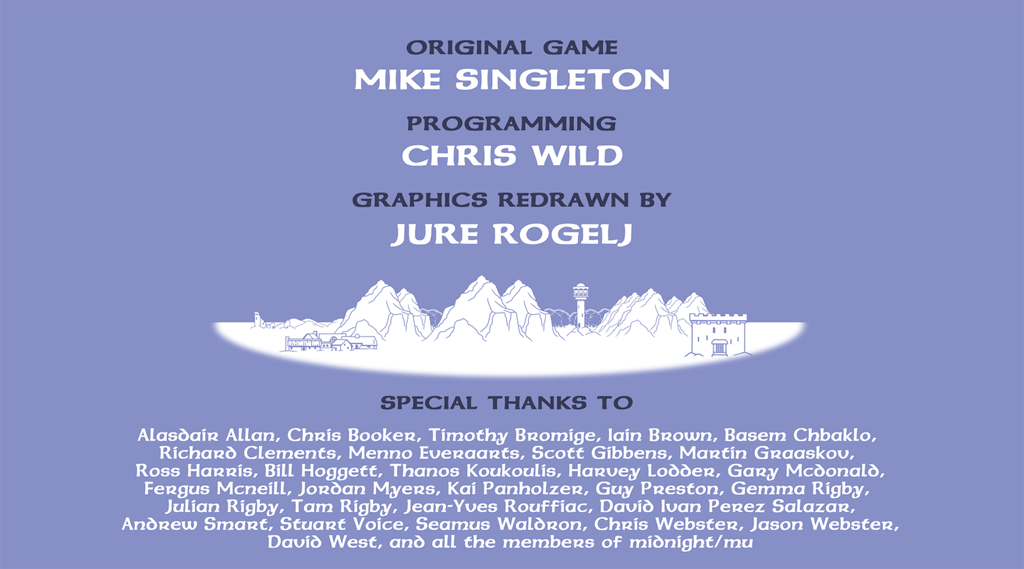 ORIGINAL GAME
MIKE SINGLETON
PROGRAMMING
CHRIS WILD
GRAPHICS REDRAWN BY
JURE ROGELJ
SPECIAL THANKS TO
Alasdair Allan, Chris Booker, Timothy Bromige, Iain Brown, Basem Chbaklo,
Richard Clements, Menno Everaarts, Scott Gibbens, Martin Graaskov,
Ross Harris, Bill Hoggett, Thanos Koukoulis, Harvey Lodder, Gary Mcdonald,
Fergus Mcneill, Jordan Myers, Kai Panholzer, Guy Preston, Gemma Rigby,
Julian Rigby, Tam Rigby, Jean-Yves Rouffiac, David Ivan Perez Salazar,
Andrew Smart, Stuart Voice, Seamus Waldron, Chris Webster, Jason Webster,
David West, and all the members of midnight/mu